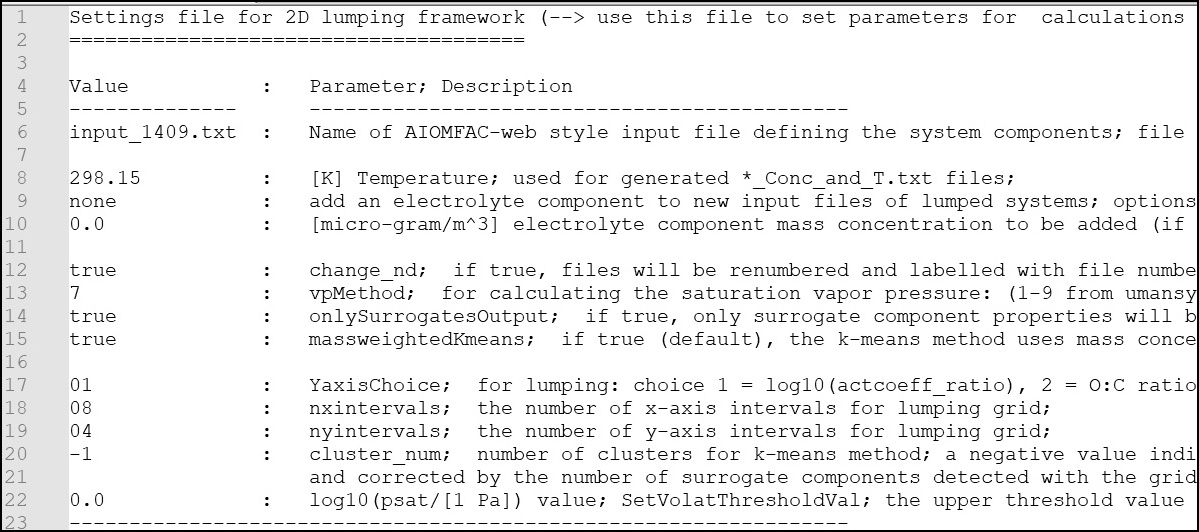 1 Settings file for 2D lumping framework (--> use this file to set parameters for  calculations
2 ======================================
3
4 Value           :   Parameter; Description
5 --------------      ---------------------------------------------
6 input_1409.txt  :   Name of AIOMFAC-web style input file defining the system components; file
7
8 298.15          :   [K] Temperature; used for generated *_Conc_and_T.txt files;
9 none            :   add an electrolyte component to new input files of lumped systems; options
10 0.0             :   [micro-gram/m^3] electrolyte component mass concentration to be added (if
11
12 true            :   change_nd;  if true, files will be renumbered and labelled with file numbe
13 7               :   vpMethod;  for calculating the saturation vapor pressure: (1-9 from umansy
14 true            :   onlySurrogatesOutput;  if true, only surrogate component properties will b
15 true            :   massweightedKmeans;  if true (default), the k-means method uses mass conce
16
17 01              :   YaxisChoice;  for lumping: choice 1 = log10(actcoeff_ratio), 2 = O:C ratio
18 08              :   nxintervals;  the number of x-axis intervals for lumping grid;
19 04              :   nyintervals;  the number of y-axis intervals for lumping grid;
20 -1              :   cluster_num;  number of clusters for k-means method; a negative value indi
21                     and corrected by the number of surrogate components detected with the grid
22 0.0             :   log10(psat/[1 Pa]) value; SetVolatThresholdVal; the upper threshold value
23 -----------------------------------------------------------------